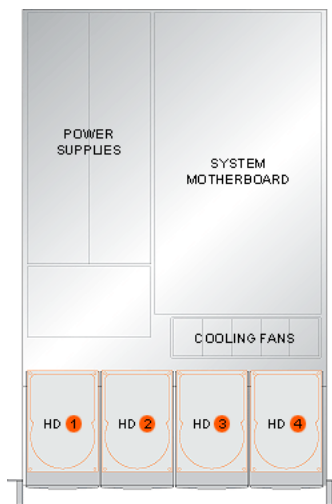 POWER
SUPPLIES
SYSTEM
MOTHERBOARD
COOLING FANS
HD 1 HD 2 HD 3 HD 4